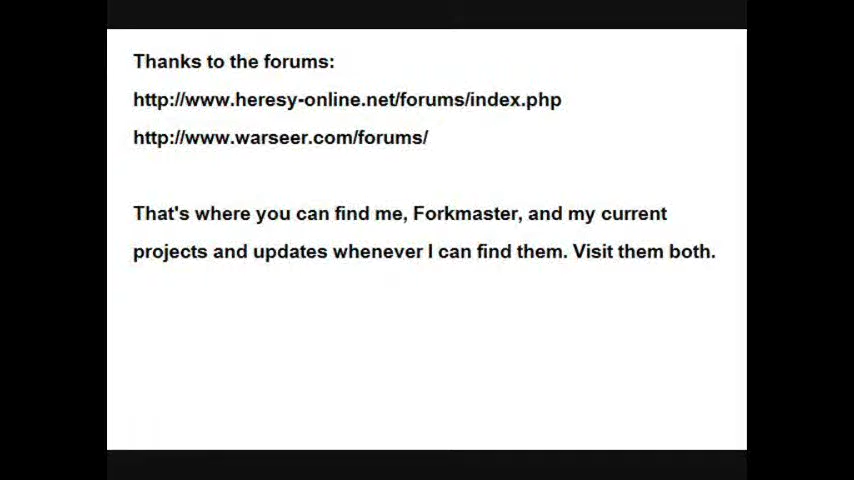 Thanks to the forums:
http://www.heresy-online.net/forums/index.php
http://www.warseer.com/forums/
That's where you can find me, Forkmaster, and my current
projects and updates whenever I can find them. Visit them both.